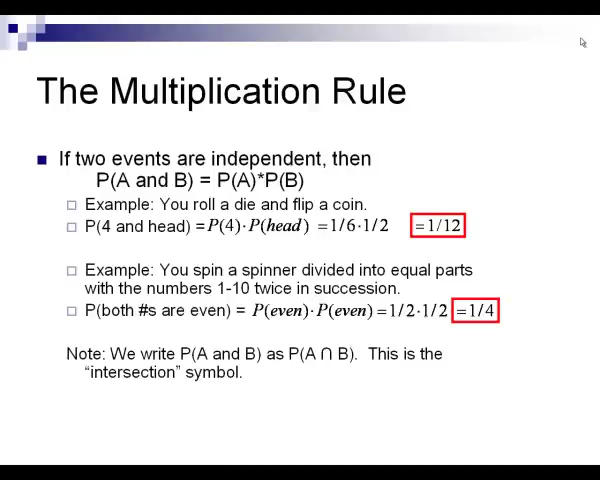 The Multiplication Rule
If two events are independent, then
P(A and B) = P(A)*P(B)
Example: You roll a die and flip a coin.
P(4 and head) = P(4)·P(head) = 1/6·1/2 = 1/12
Example: You spin a spinner divided into equal parts
with the numbers 1-10 twice in succession.
P(both #s are even) = P(even)·P(even) = 1/2·1/2 = 1/4
Note: We write P(A and B) as P(A ∩ B). This is the
“intersection” symbol.